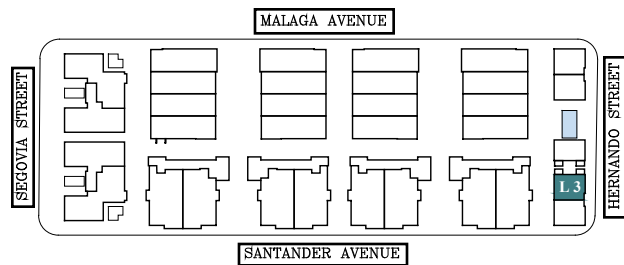 MALAGA AVENUE
SEGOVIA STREET
HERNANDO STREET
L 3
SANTANDER AVENUE